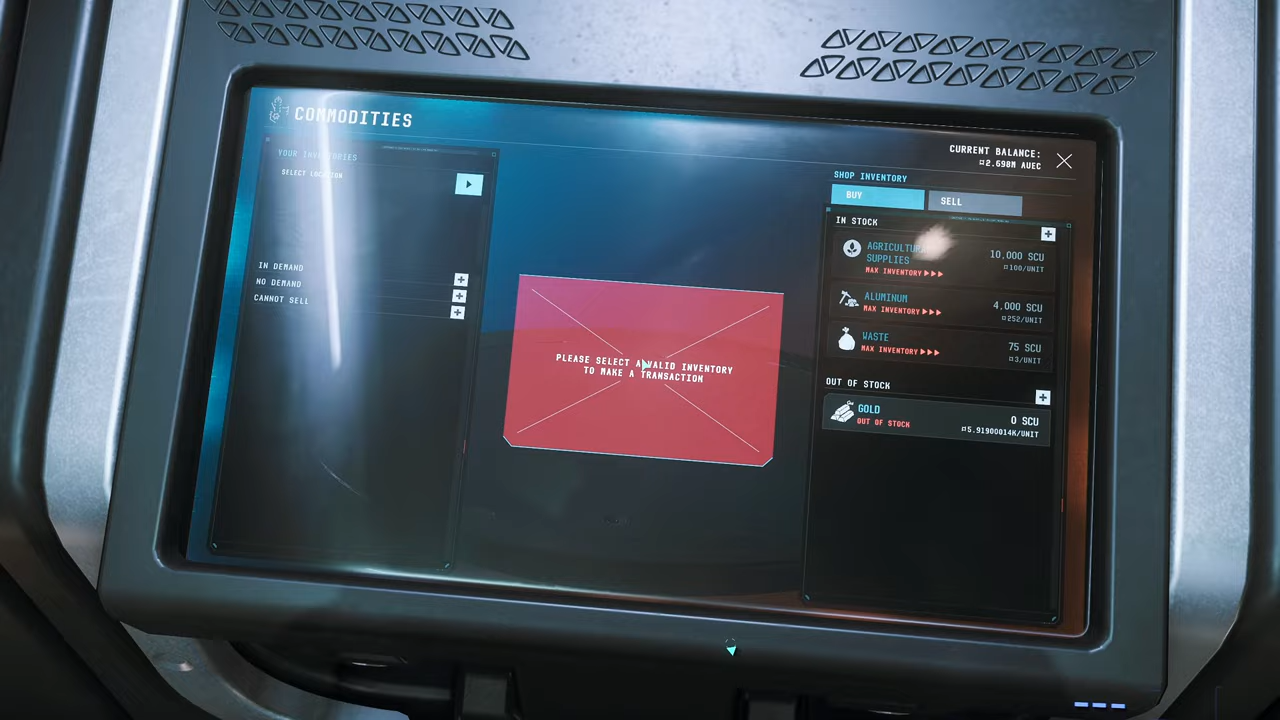 COMMODITIES
YOUR INVENTORIES
SELECT LOCATION
IN DEMAND
NO DEMAND
CANNOT SELL
PLEASE SELECT A VALID INVENTORY
TO MAKE A TRANSACTION
CURRENT BALANCE:
¤2.698M AUEC
SHOP INVENTORY
BUY SELL
IN STOCK
AGRICULTURAL
SUPPLIES
MAX INVENTORY
10,000 SCU
¤100/UNIT
ALUMINUM
MAX INVENTORY
4,000 SCU
¤252/UNIT
WASTE
MAX INVENTORY
75 SCU
¤3/UNIT
OUT OF STOCK
GOLD
OUT OF STOCK
0 SCU
¤5.91900014K/UNIT